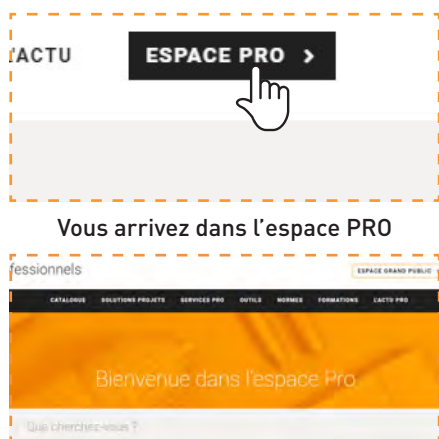 'ACTU
ESPACE PRO >
Vous arrivez dans l'espace PRO
fessionnels
ESPACE GRAND PUBLIC
CATALOGUE SOLUTIONS PROJETS SERVICES PRO OUTILS NORMES FORMATIONS L'ACTU PRO
Bienvenue dans l'espace Pro
Que cherchez-vous ?